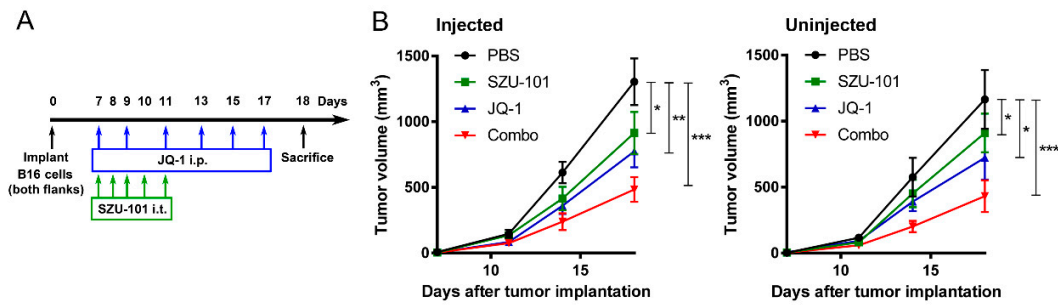 A
0 7 8 9 10 11 13 15 17 18 Days
Implant
B16 cells
(both flanks)
JQ-1 i.p.
Sacrifice
SZU-101 i.t.
B
Injected
Tumor volume (mm³)
1500
1000
500
0
10 15
Days after tumor implantation
PBS
SZU-101
JQ-1
Combo
*
**
***
Uninjected
Tumor volume (mm³)
1500
1000
500
0
10 15
Days after tumor implantation
PBS
SZU-101
JQ-1
Combo
*
*
***